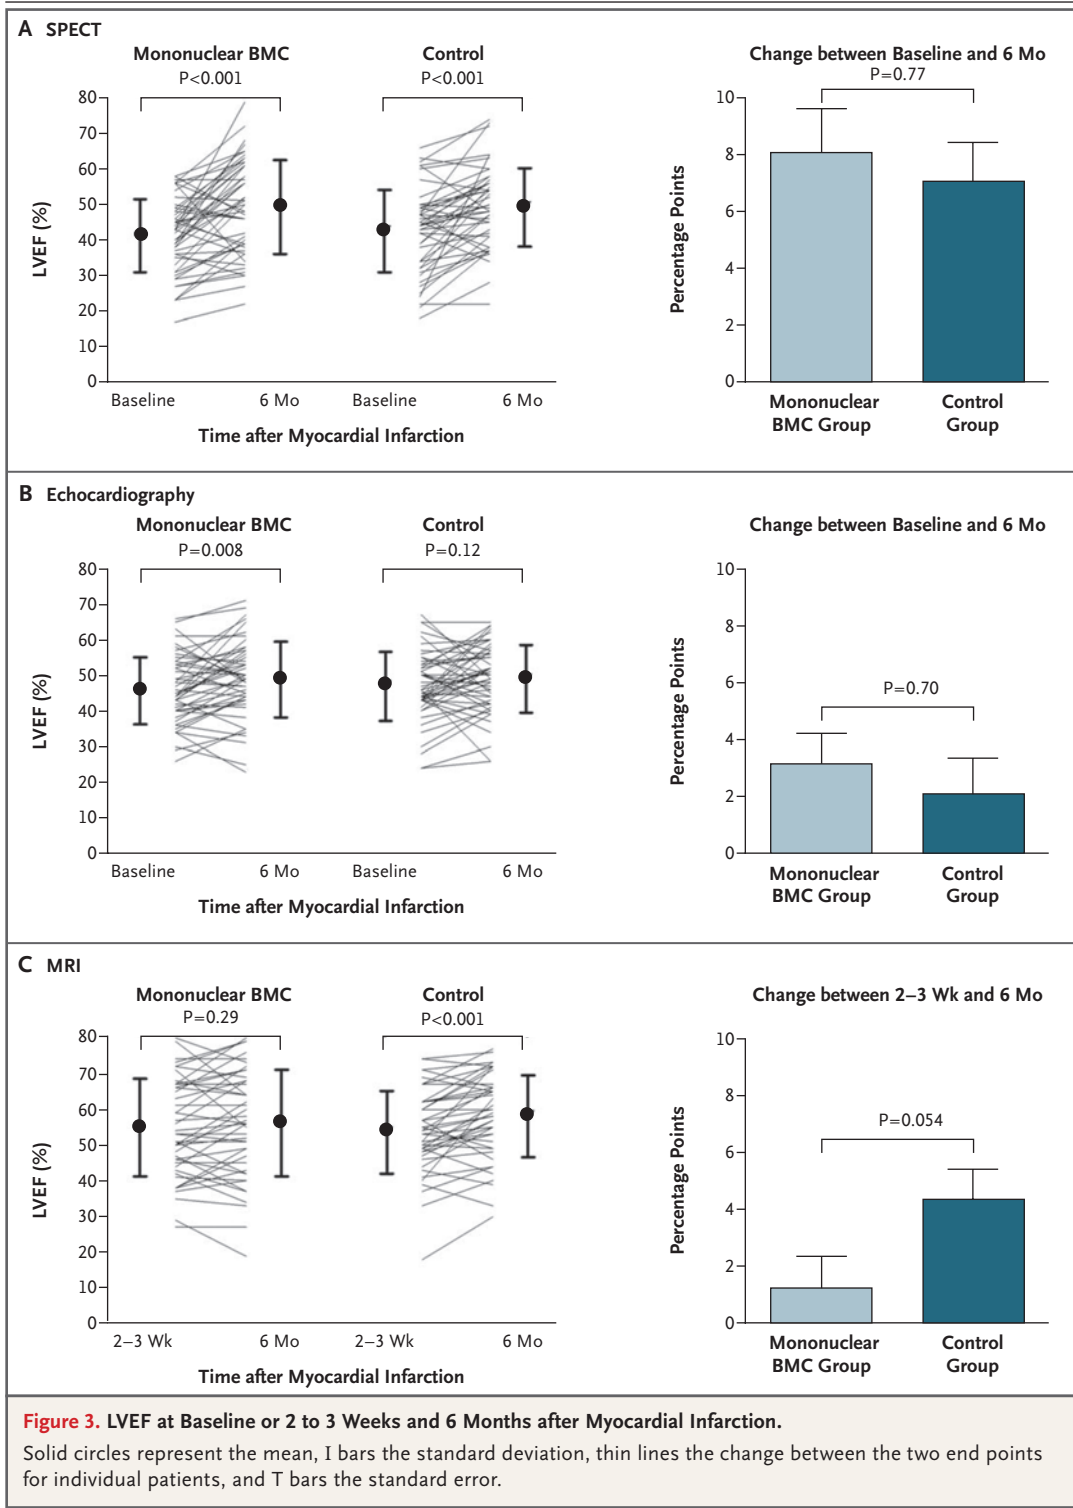 A SPECT
Mononuclear BMC
P<0.001
Control
P<0.001
80
70
60
50
40
30
20
10
0
LVEF (%)
Baseline
6 Mo
Baseline
6 Mo
Time after Myocardial Infarction
Change between Baseline and 6 Mo
P=0.77
10
8
6
4
2
0
Percentage Points
Mononuclear
BMC Group
Control
Group
B Echocardiography
Mononuclear BMC
P=0.008
Control
P=0.12
80
70
60
50
40
30
20
10
0
LVEF (%)
Baseline
6 Mo
Baseline
6 Mo
Time after Myocardial Infarction
Change between Baseline and 6 Mo
P=0.70
10
8
6
4
2
0
Percentage Points
Mononuclear
BMC Group
Control
Group
C MRI
Mononuclear BMC
P=0.29
Control
P<0.001
80
70
60
50
40
30
20
10
0
LVEF (%)
2–3 Wk
6 Mo
2–3 Wk
6 Mo
Time after Myocardial Infarction
Change between 2–3 Wk and 6 Mo
P=0.054
10
8
6
4
2
0
Percentage Points
Mononuclear
BMC Group
Control
Group
Figure 3. LVEF at Baseline or 2 to 3 Weeks and 6 Months after Myocardial Infarction.
Solid circles represent the mean, I bars the standard deviation, thin lines the change between the two end points
for individual patients, and T bars the standard error.